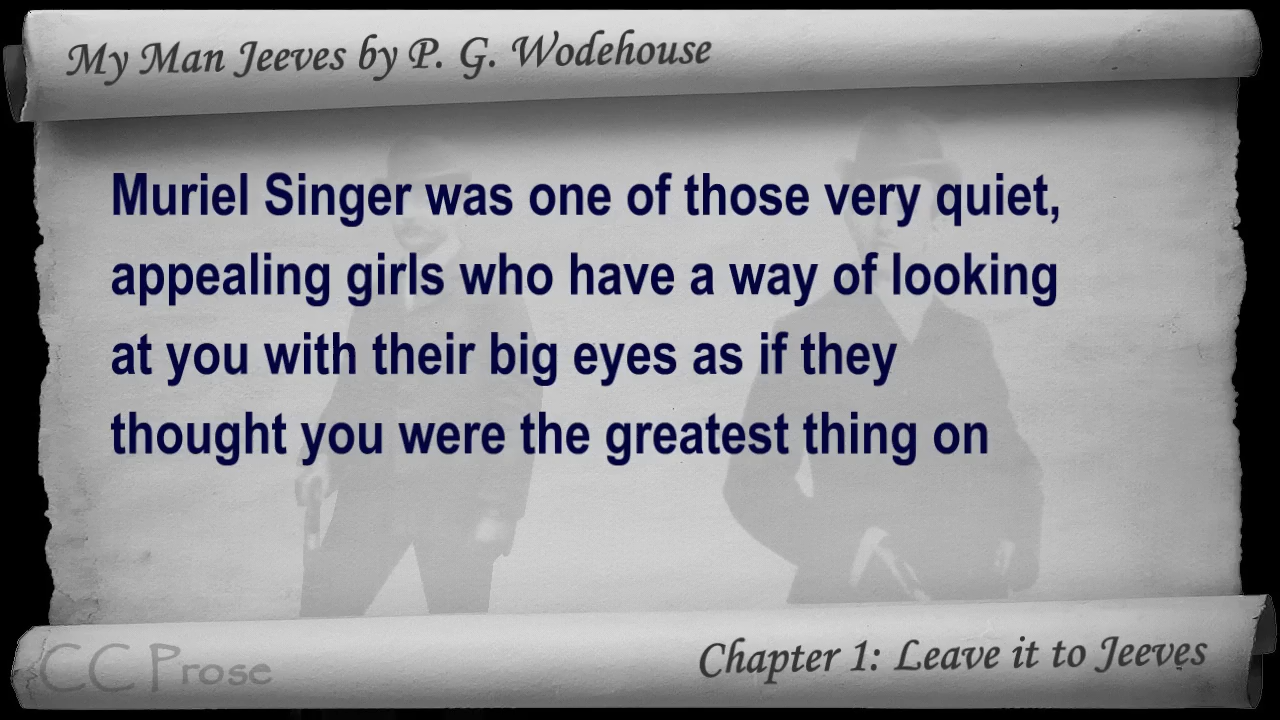 My Man Jeeves by P. G. Wodehouse
Muriel Singer was one of those very quiet,
appealing girls who have a way of looking
at you with their big eyes as if they
thought you were the greatest thing on
Chapter 1: Leave it to Jeeves
CC Prose